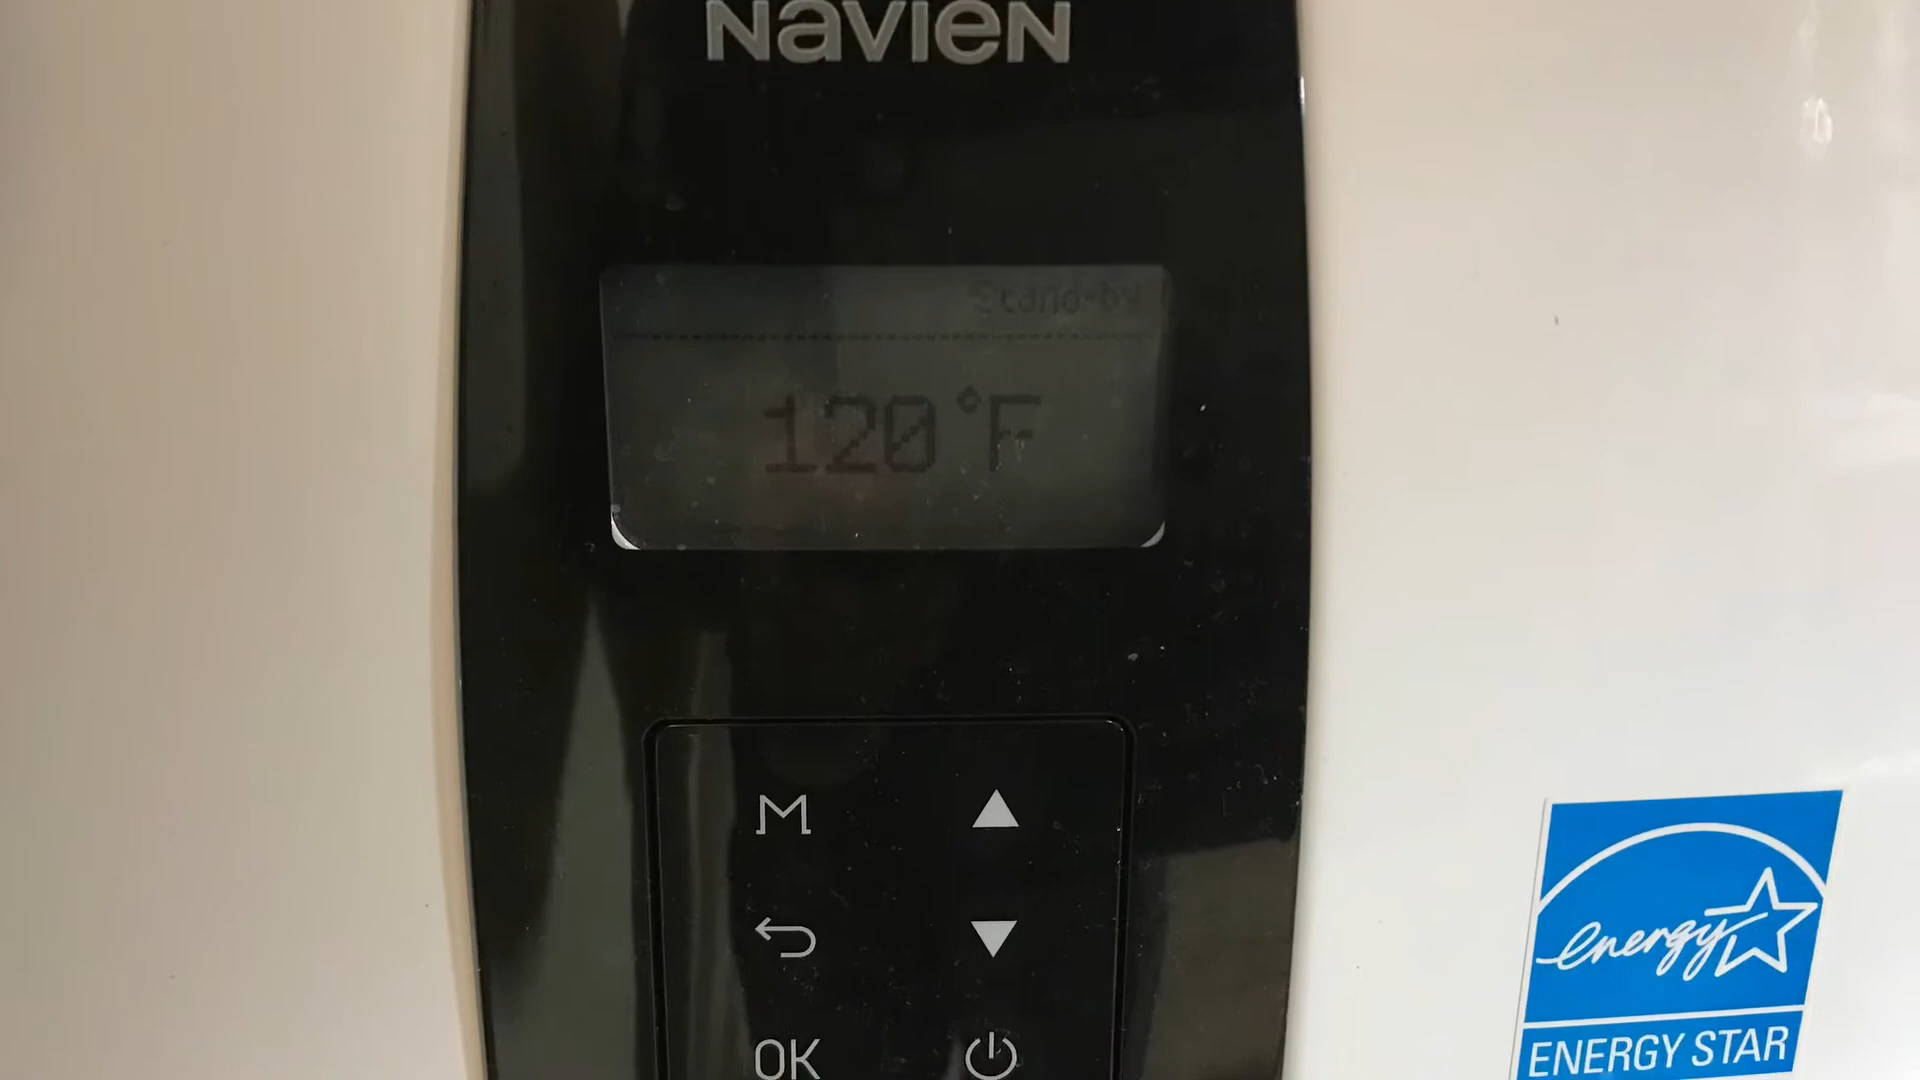 NAVIEN
Stand-by
120°F
M
OK
energy
ENERGY STAR